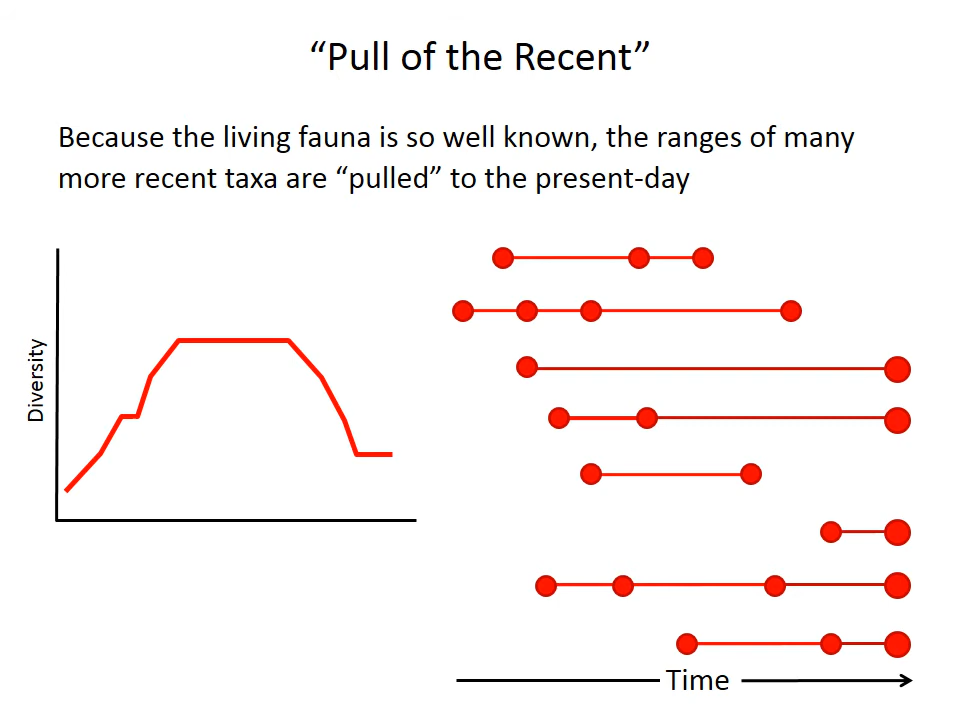 “Pull of the Recent”
Because the living fauna is so well known, the ranges of many
more recent taxa are “pulled” to the present-day
Diversity
Time